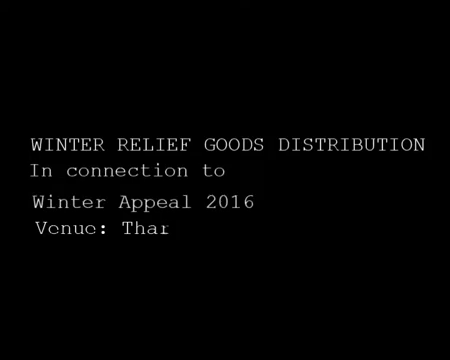 WINTER RELIEF GOODS DISTRIBUTION
In connection to
Winter Appeal 2016
Venue: Thar